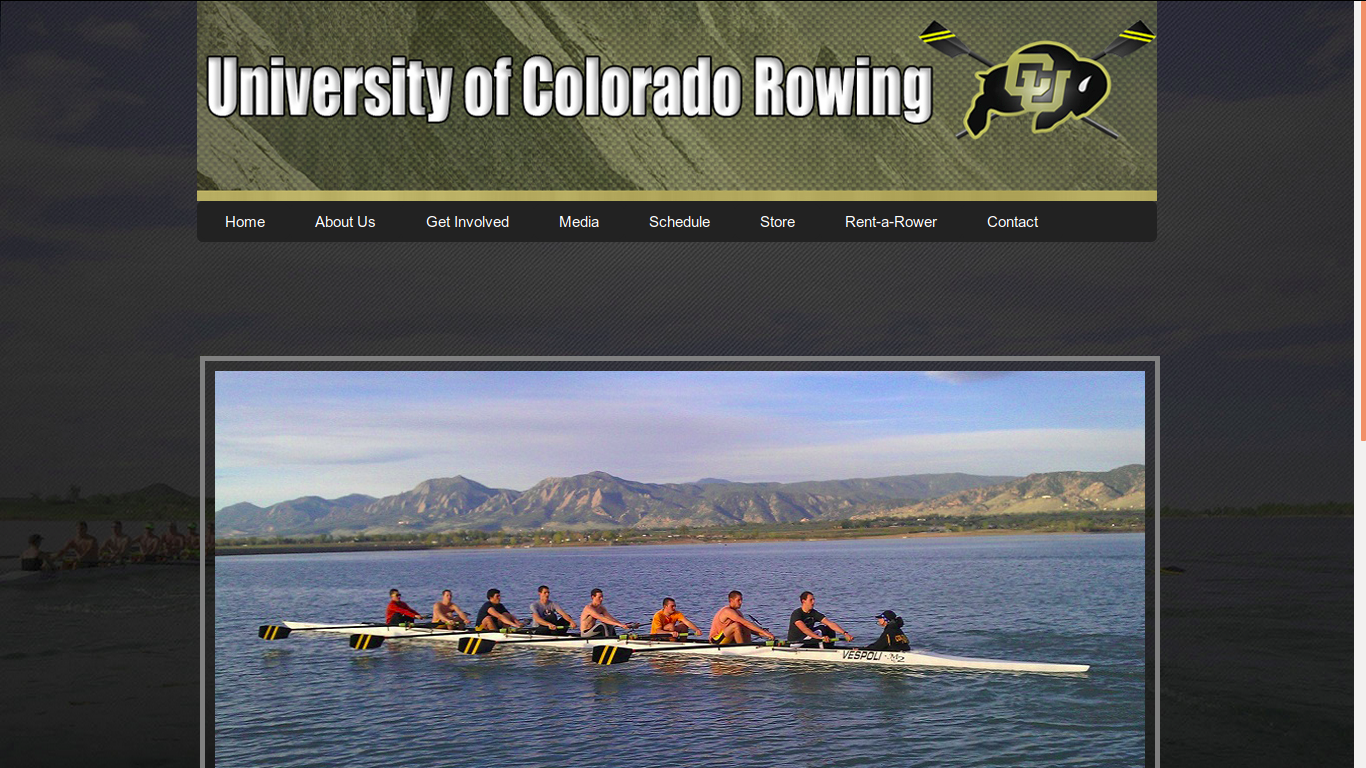 University of Colorado Rowing
CU
Home About Us Get Involved Media Schedule Store Rent-a-Rower Contact
VESPOLI